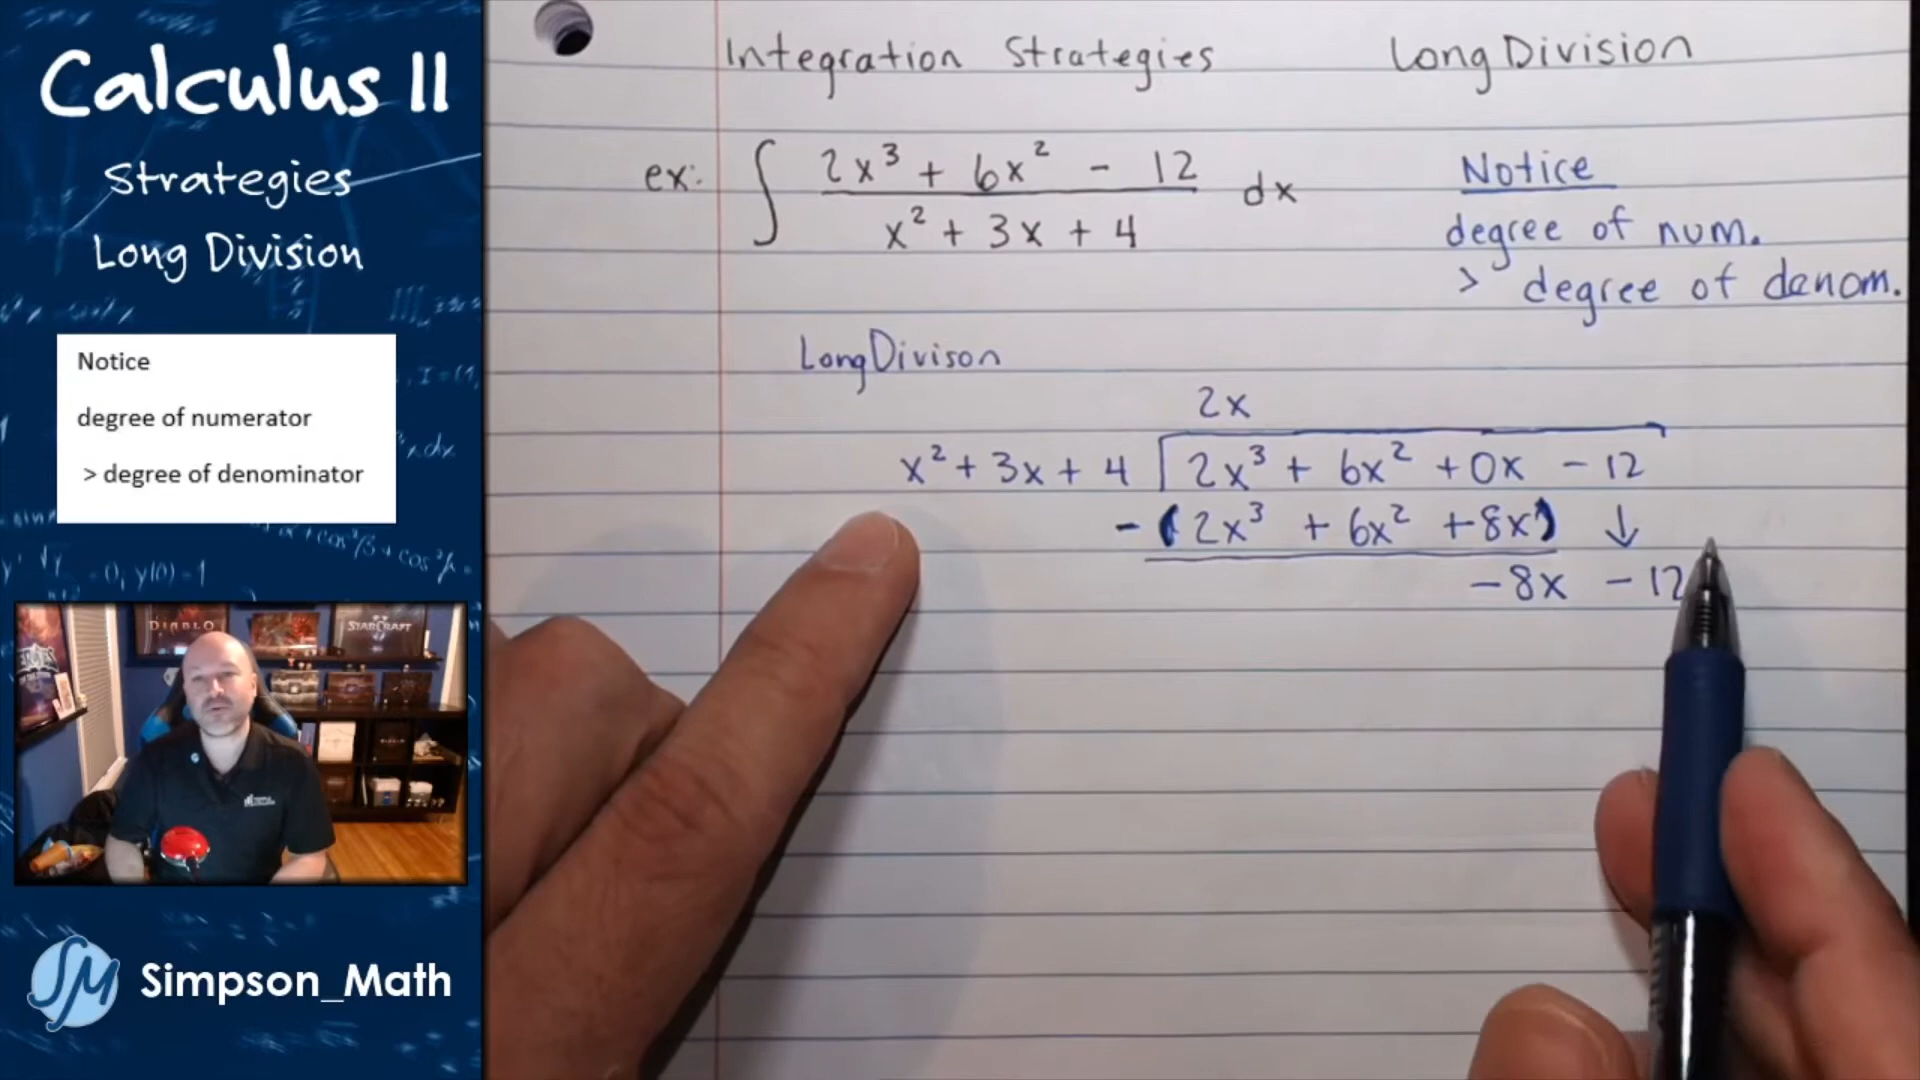 Calculus II
Strategies
Long Division
Notice
degree of numerator
> degree of denominator
DIABLO
STARCRAFT
Simpson_Math
Integration Strategies Long Division
ex: ∫ (2x³ + 6x² - 12)/(x² + 3x + 4) dx
Notice
degree of num.
> degree of denom.
Long Divison
2x
x² + 3x + 4 | 2x³ + 6x² + 0x - 12
-(2x³ + 6x² + 8x) ↓
-8x - 12